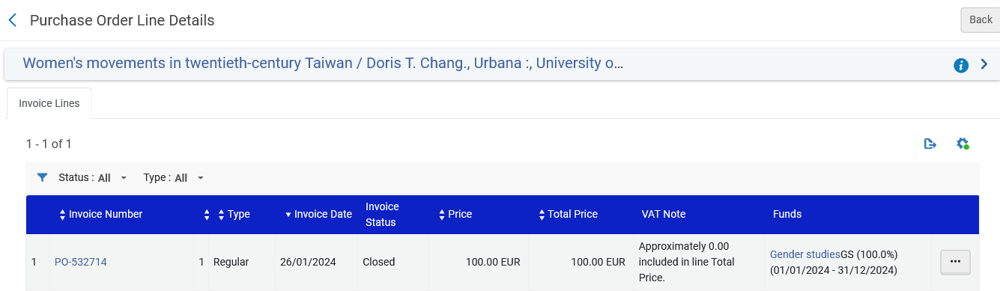 Purchase Order Line Details
Back
Women's movements in twentieth-century Taiwan / Doris T. Chang., Urbana :, University o...
Invoice Lines
1 - 1 of 1
Status : All Type : All
Invoice Number Type Invoice Date Invoice Status Price Total Price VAT Note Funds
1 PO-532714 1 Regular 26/01/2024 Closed 100.00 EUR 100.00 EUR Approximately 0.00 included in line Total Price. Gender studiesGS (100.0%) (01/01/2024 - 31/12/2024)